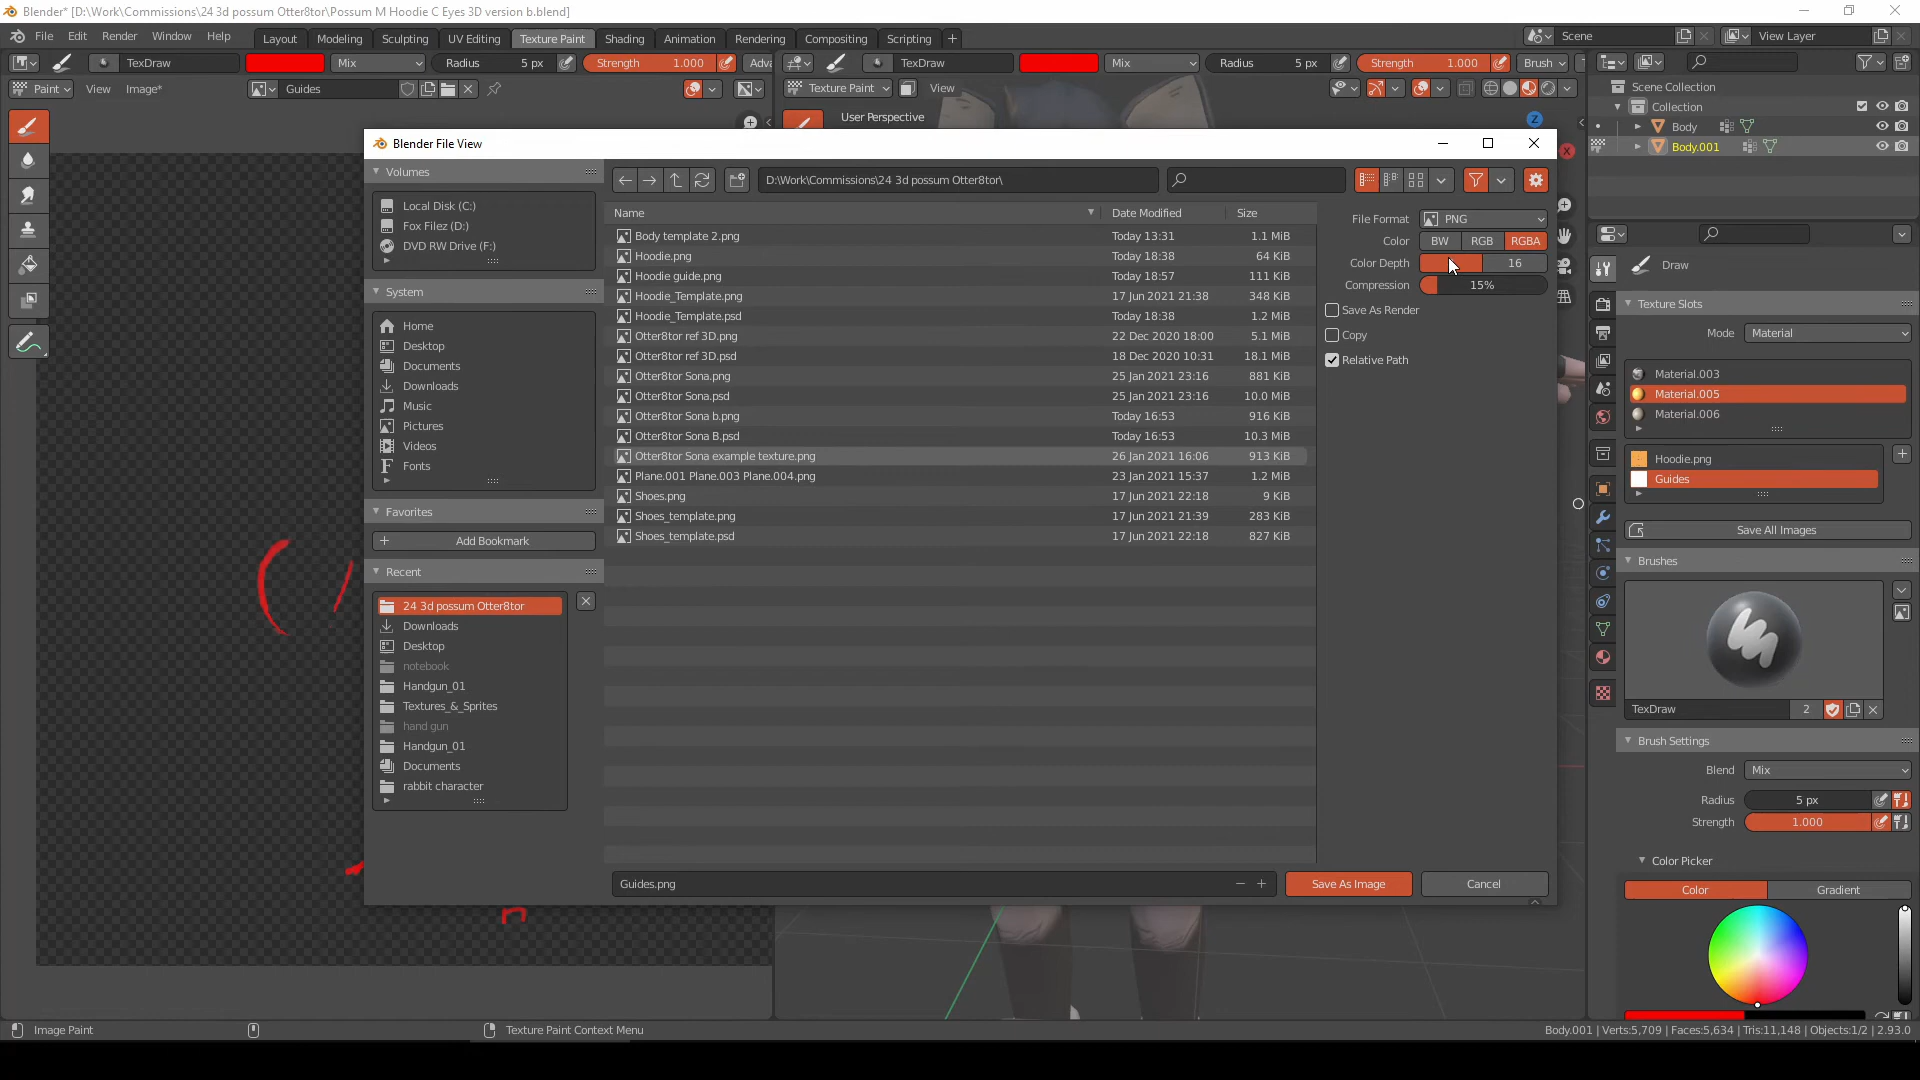 Blender* [D:\Work\Commissions\24 3d possum Otter8tor\Possum M Hoodie C Eyes 3D version b.blend]
File Edit Render Window Help Layout Modeling Sculpting UV Editing Texture Paint Shading Animation Rendering Compositing Scripting + Scene View Layer
TexDraw Mix Radius 5 px Strength 1.000 Adva TexDraw Mix Radius 5 px Strength 1.000 Brush
Paint View Image* Guides Texture Paint View
User Perspective
Z
X
Scene Collection
Collection
Body
Body.001
Blender File View
Volumes
Local Disk (C:)
Fox Filez (D:)
DVD RW Drive (F:)
System
Home
Desktop
Documents
Downloads
Music
Pictures
Videos
Fonts
Favorites
Add Bookmark
Recent
24 3d possum Otter8tor
Downloads
Desktop
notebook
Handgun_01
Textures_&_Sprites
hand gun
Handgun_01
Documents
rabbit character
D:\Work\Commissions\24 3d possum Otter8tor\
Name Date Modified Size
Body template 2.png Today 13:31 1.1 MiB
Hoodie.png Today 18:38 64 KiB
Hoodie guide.png Today 18:57 111 KiB
Hoodie_Template.png 17 Jun 2021 21:38 348 KiB
Hoodie_Template.psd Today 18:38 1.2 MiB
Otter8tor ref 3D.png 22 Dec 2020 18:00 5.1 MiB
Otter8tor ref 3D.psd 18 Dec 2020 10:31 18.1 MiB
Otter8tor Sona.png 25 Jan 2021 23:16 881 KiB
Otter8tor Sona.psd 25 Jan 2021 23:16 10.0 MiB
Otter8tor Sona b.png Today 16:53 916 KiB
Otter8tor Sona B.psd Today 16:53 10.3 MiB
Otter8tor Sona example texture.png 26 Jan 2021 16:06 913 KiB
Plane.001 Plane.003 Plane.004.png 23 Jan 2021 15:37 1.2 MiB
Shoes.png 17 Jun 2021 22:18 9 KiB
Shoes_template.png 17 Jun 2021 21:39 283 KiB
Shoes_template.psd 17 Jun 2021 22:18 827 KiB
File Format PNG
Color BW RGB RGBA
Color Depth 16
Compression 15%
Save As Render
Copy
Relative Path
Guides.png Save As Image Cancel
Draw
Texture Slots
Mode Material
Material.003
Material.005
Material.006
Hoodie.png
Guides
Save All Images
Brushes
TexDraw 2
Brush Settings
Blend Mix
Radius 5 px
Strength 1.000
Color Picker
Color Gradient
Image Paint Texture Paint Context Menu Body.001 | Verts:5,709 | Faces:5,634 | Tris:11,148 | Objects:1/2 | 2.93.0